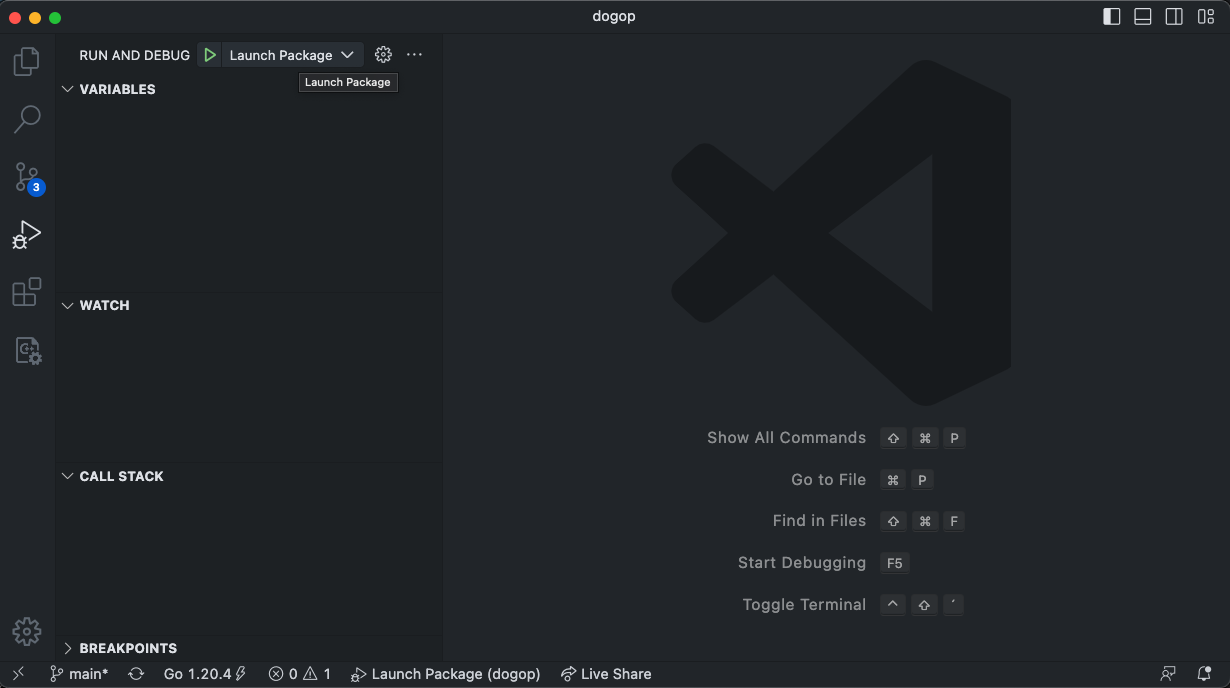 dogop
RUN AND DEBUG Launch Package ...
Launch Package
VARIABLES
3
WATCH
CALL STACK
Show All Commands ⇧ ⌘ P
Go to File ⌘ P
Find in Files ⇧ ⌘ F
Start Debugging F5
Toggle Terminal ^ ⇧ ´
BREAKPOINTS
main* Go 1.20.4 0 1 Launch Package (dogop) Live Share